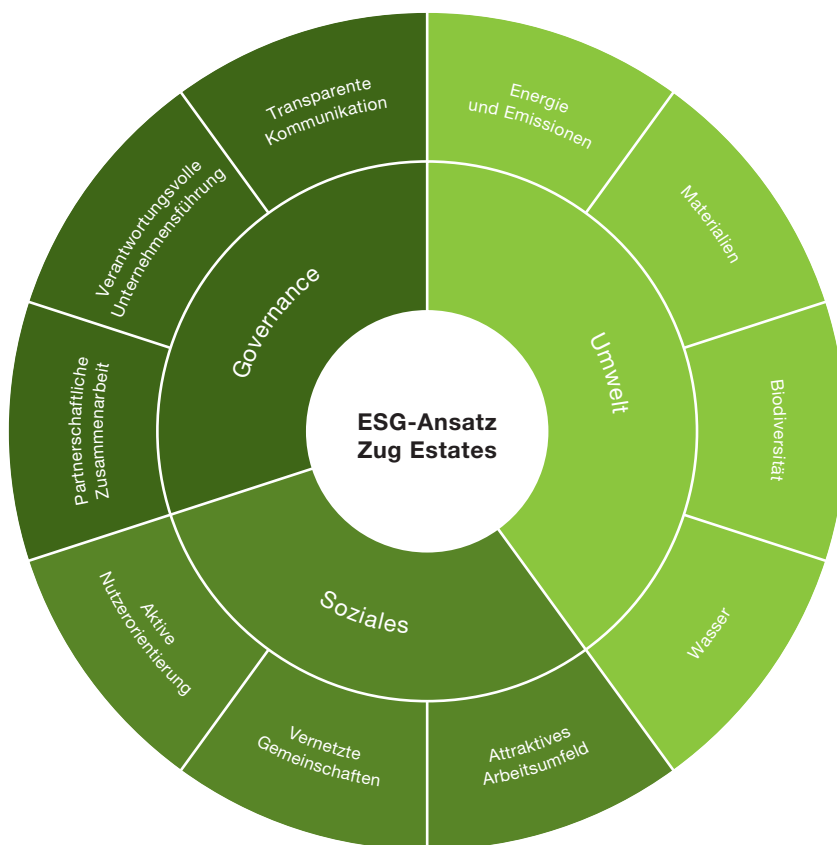 ESG-Ansatz
Zug Estates
Umwelt
Energie
und Emissionen
Materialien
Biodiversität
Wasser
Soziales
Attraktives
Arbeitsumfeld
Vernetzte
Gemeinschaften
Aktive
Nutzerorientierung
Governance
Partnerschaftliche
Zusammenarbeit
Verantwortungsvolle
Unternehmensführung
Transparente
Kommunikation